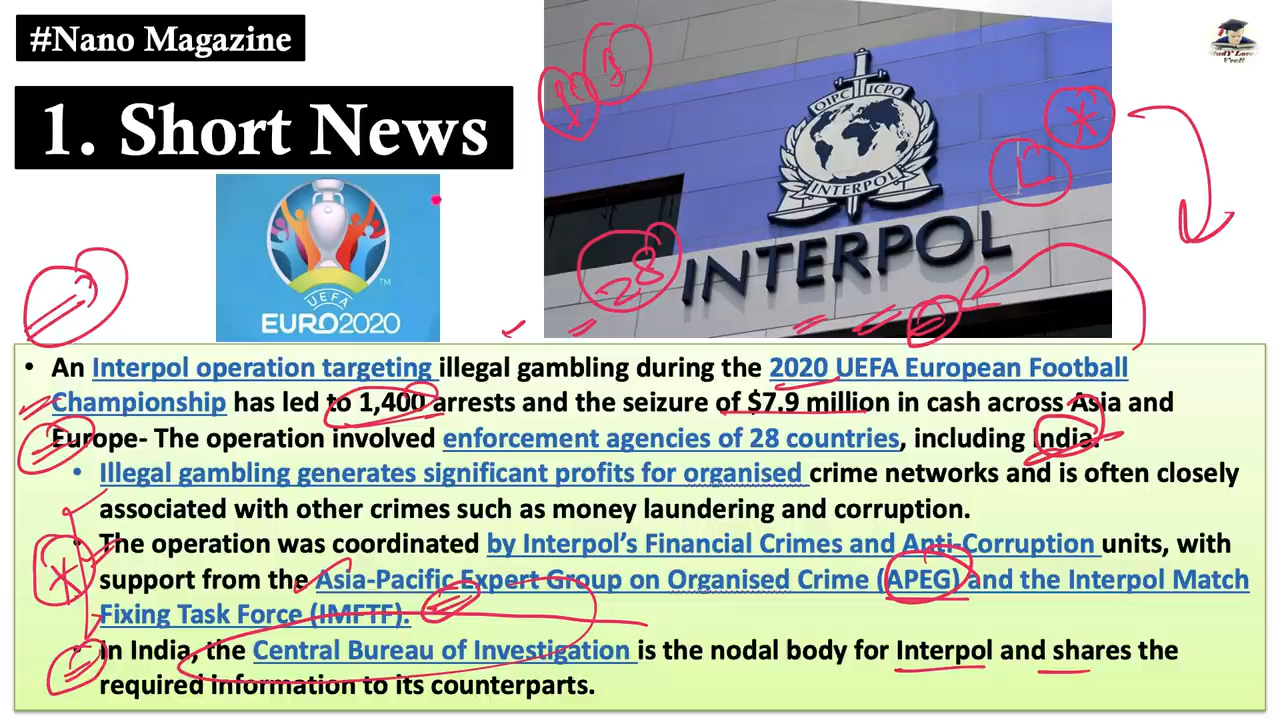 #Nano Magazine
1. Short News
UEFA
EURO2020
TM
OIPC ICPO
INTERPOL
INTERPOL
28
• An Interpol operation targeting illegal gambling during the 2020 UEFA European Football
Championship has led to 1,400 arrests and the seizure of $7.9 million in cash across Asia and
Europe- The operation involved enforcement agencies of 28 countries, including India.
• Illegal gambling generates significant profits for organised crime networks and is often closely
associated with other crimes such as money laundering and corruption.
• The operation was coordinated by Interpol's Financial Crimes and Anti-Corruption units, with
support from the Asia-Pacific Expert Group on Organised Crime (APEG) and the Interpol Match
Fixing Task Force (IMFTF).
• In India, the Central Bureau of Investigation is the nodal body for Interpol and shares the
required information to its counterparts.